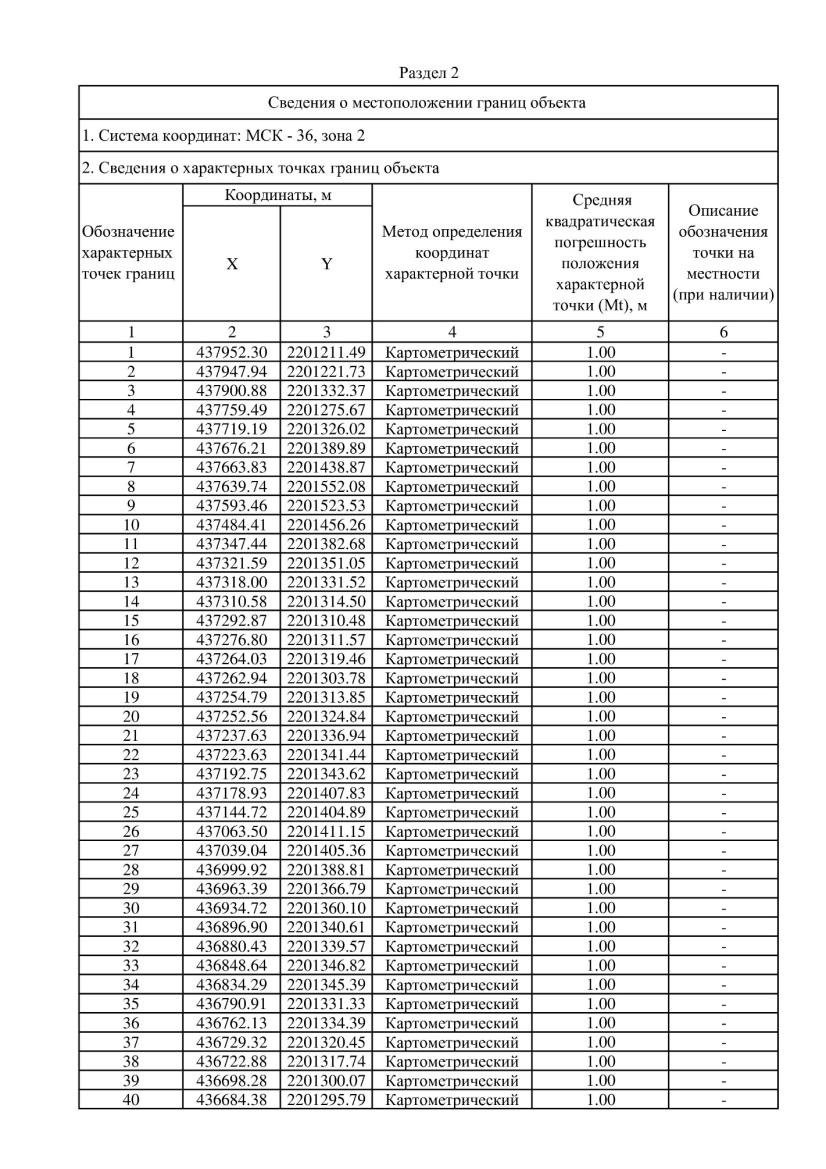 Раздел 2
Сведения о местоположении границ объекта
1. Система координат: МСК - 36, зона 2
2. Сведения о характерных точках границ объекта
Обозначение
характерных
точек границ
Координаты, м
X
Y
Метод определения
координат
характерной точки
Средняя
квадратическая
погрешность
положения
характерной
точки (Mt), м
Описание
обозначения
точки на
местности
(при наличии)
1 2 3 4 5 6
1 437952.30 2201211.49 Картометрический 1.00 -
2 437947.94 2201221.73 Картометрический 1.00 -
3 437900.88 2201332.37 Картометрический 1.00 -
4 437759.49 2201275.67 Картометрический 1.00 -
5 437719.19 2201326.02 Картометрический 1.00 -
6 437676.21 2201389.89 Картометрический 1.00 -
7 437663.83 2201438.87 Картометрический 1.00 -
8 437639.74 2201552.08 Картометрический 1.00 -
9 437593.46 2201523.53 Картометрический 1.00 -
10 437484.41 2201456.26 Картометрический 1.00 -
11 437347.44 2201382.68 Картометрический 1.00 -
12 437321.59 2201351.05 Картометрический 1.00 -
13 437318.00 2201331.52 Картометрический 1.00 -
14 437310.58 2201314.50 Картометрический 1.00 -
15 437292.87 2201310.48 Картометрический 1.00 -
16 437276.80 2201311.57 Картометрический 1.00 -
17 437264.03 2201319.46 Картометрический 1.00 -
18 437262.94 2201303.78 Картометрический 1.00 -
19 437254.79 2201313.85 Картометрический 1.00 -
20 437252.56 2201324.84 Картометрический 1.00 -
21 437237.63 2201336.94 Картометрический 1.00 -
22 437223.63 2201341.44 Картометрический 1.00 -
23 437192.75 2201343.62 Картометрический 1.00 -
24 437178.93 2201407.83 Картометрический 1.00 -
25 437144.72 2201404.89 Картометрический 1.00 -
26 437063.50 2201411.15 Картометрический 1.00 -
27 437039.04 2201405.36 Картометрический 1.00 -
28 436999.92 2201388.81 Картометрический 1.00 -
29 436963.39 2201366.79 Картометрический 1.00 -
30 436934.72 2201360.10 Картометрический 1.00 -
31 436896.90 2201340.61 Картометрический 1.00 -
32 436880.43 2201339.57 Картометрический 1.00 -
33 436848.64 2201346.82 Картометрический 1.00 -
34 436834.29 2201345.39 Картометрический 1.00 -
35 436790.91 2201331.33 Картометрический 1.00 -
36 436762.13 2201334.39 Картометрический 1.00 -
37 436729.32 2201320.45 Картометрический 1.00 -
38 436722.88 2201317.74 Картометрический 1.00 -
39 436698.28 2201300.07 Картометрический 1.00 -
40 436684.38 2201295.79 Картометрический 1.00 -